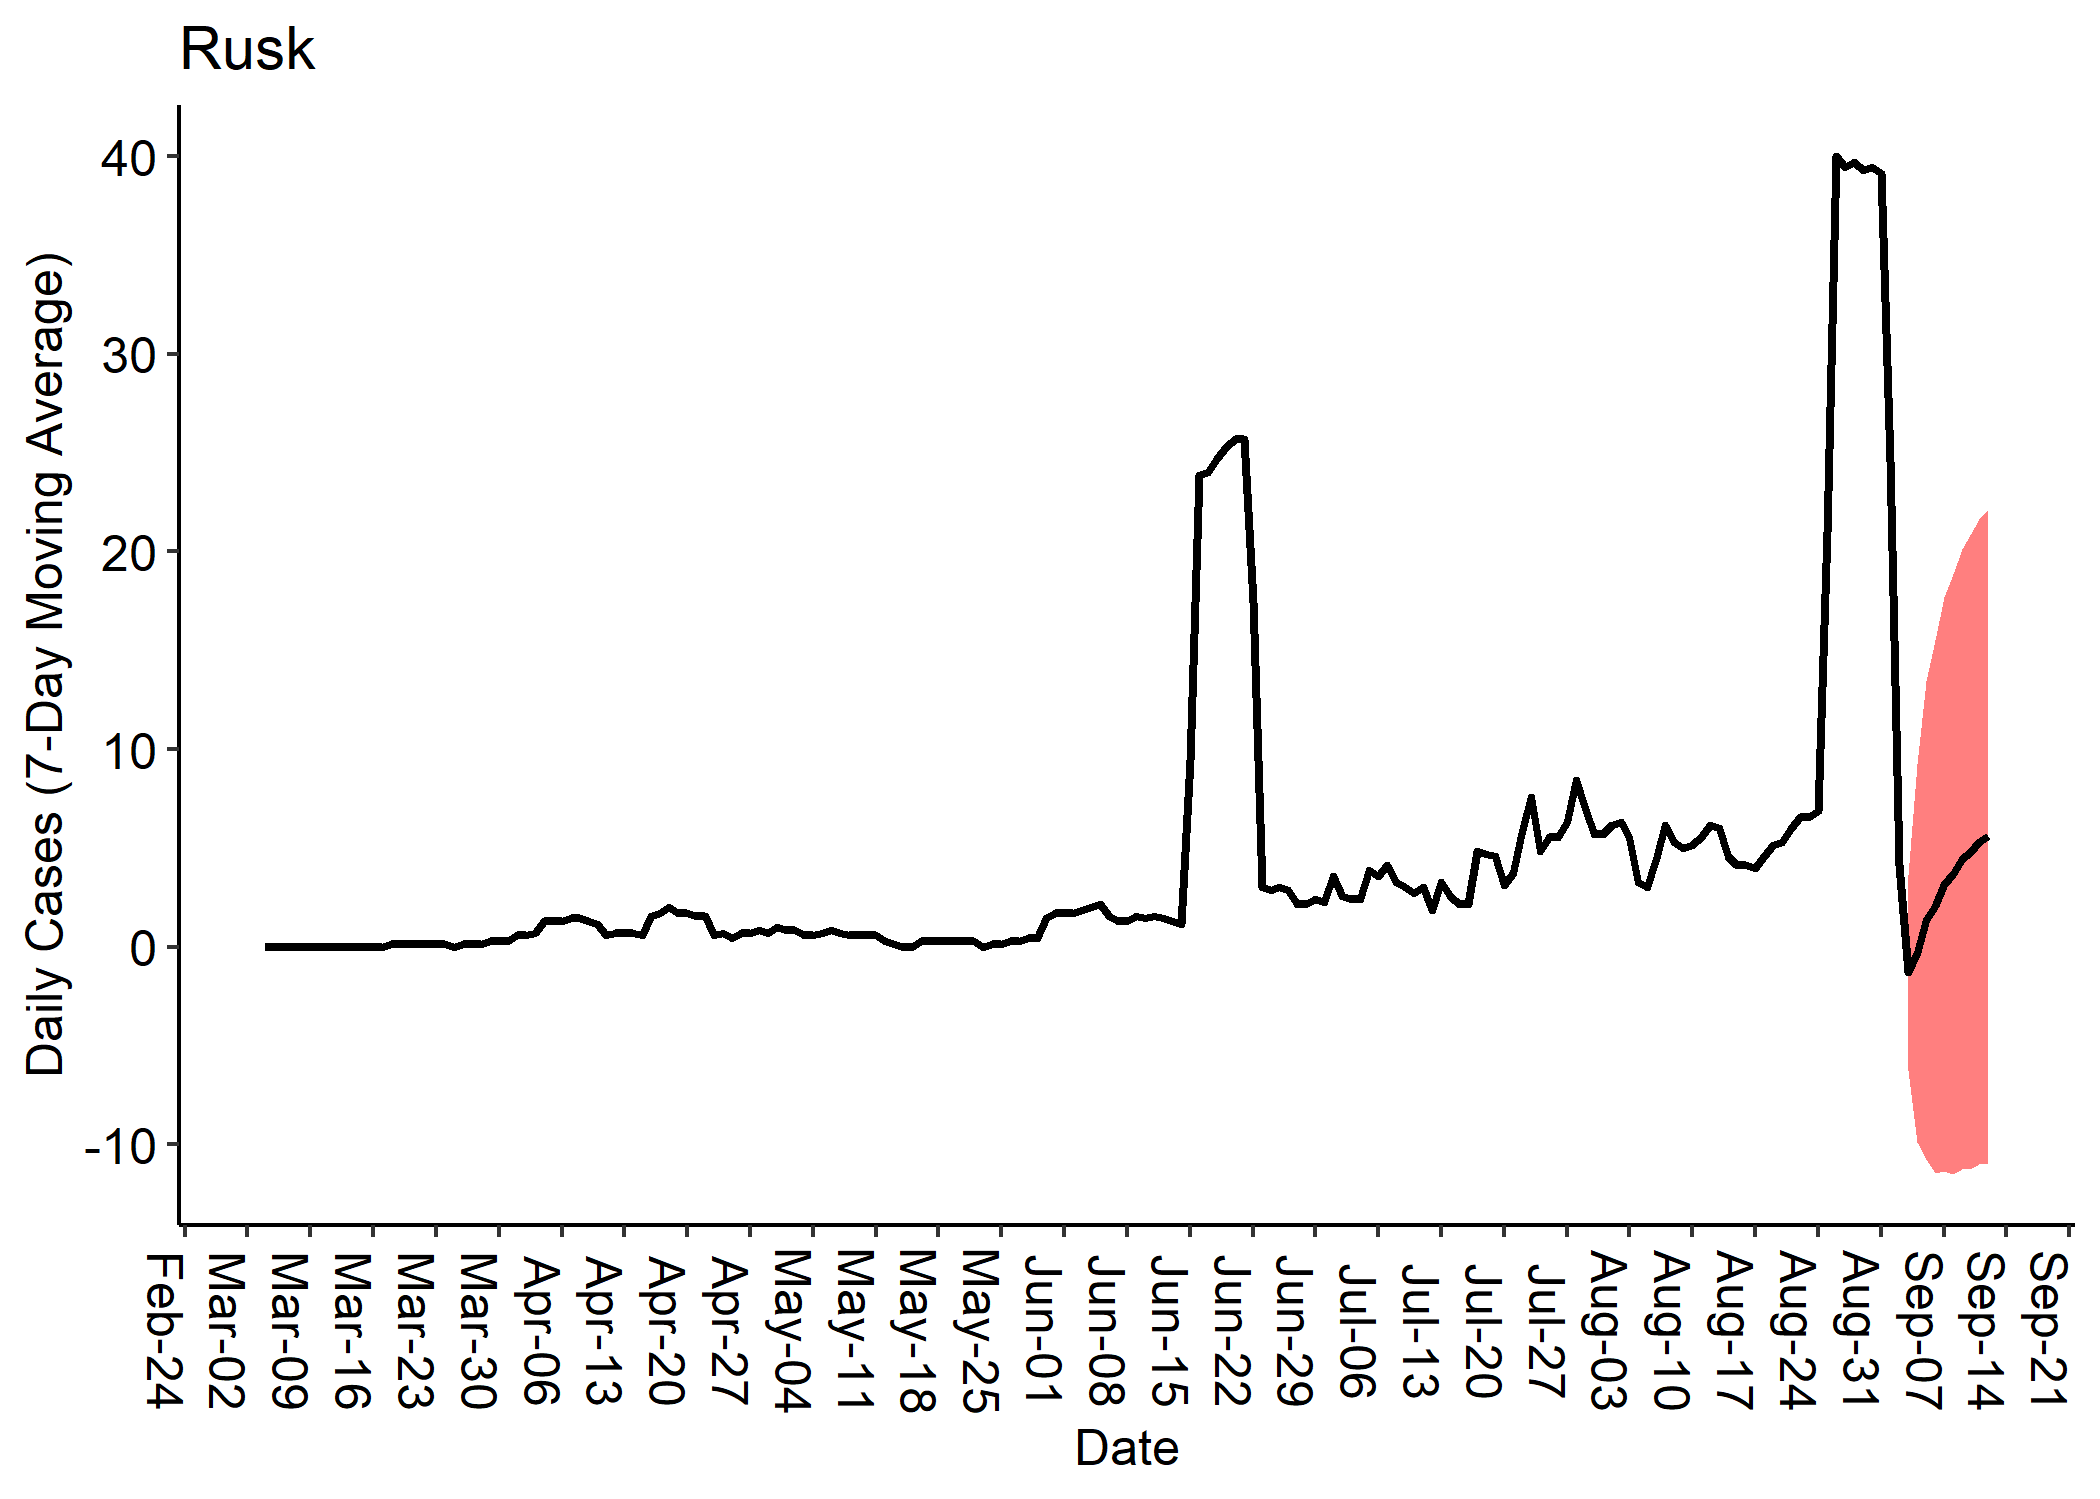 Rusk
Daily Cases (7-Day Moving Average)
40
30
20
10
0
-10
Feb-24
Mar-02
Mar-09
Mar-16
Mar-23
Mar-30
Apr-06
Apr-13
Apr-20
Apr-27
May-04
May-11
May-18
May-25
Jun-01
Jun-08
Jun-15
Jun-22
Jun-29
Jul-06
Jul-13
Jul-20
Jul-27
Aug-03
Aug-10
Aug-17
Aug-24
Aug-31
Sep-07
Sep-14
Sep-21
Date